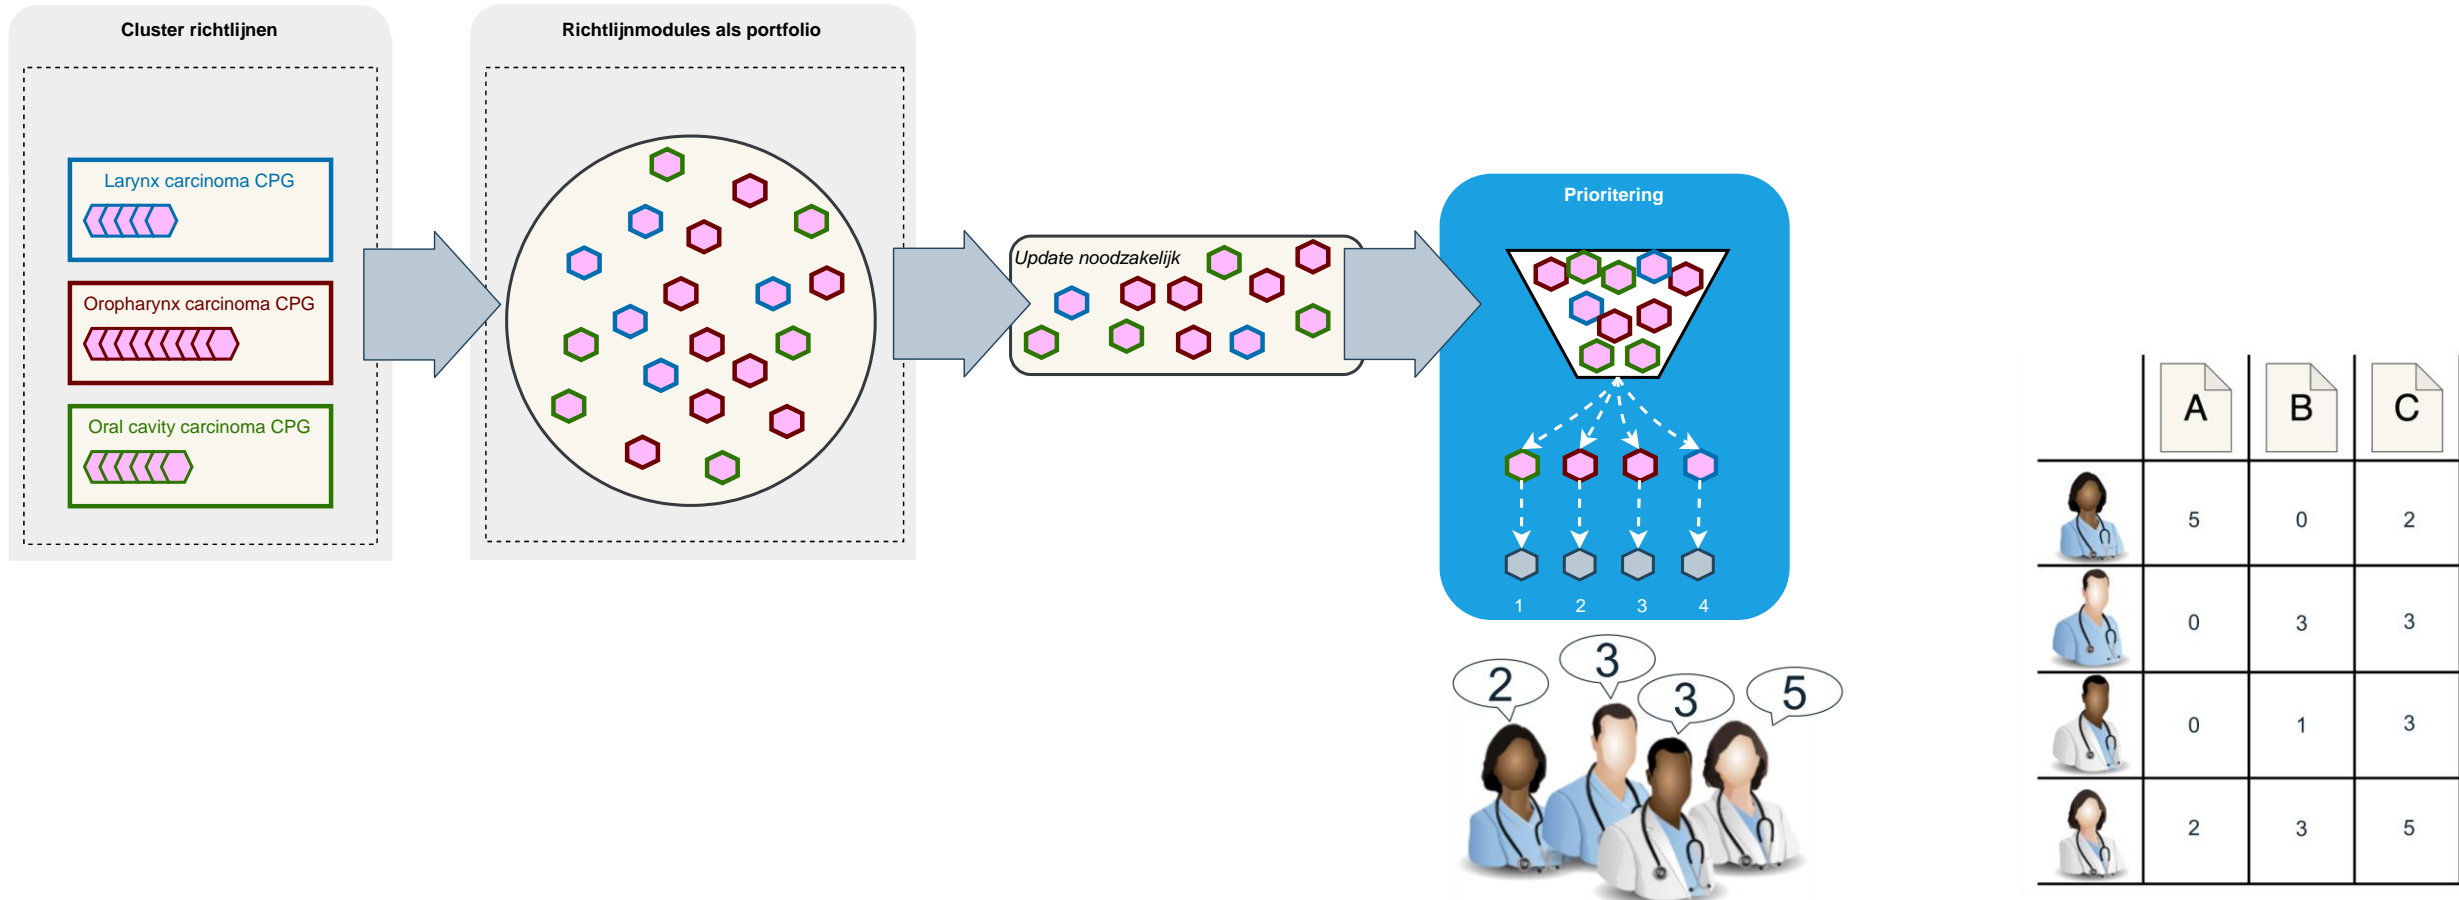 Cluster richtlijnen
Richtlijnmodules als portfolio
Larynx carcinoma CPG
Oropharynx carcinoma CPG
Oral cavity carcinoma CPG
Update noodzakelijk
Prioritering
1 2 3 4
2 3 3 5
A B C
5 0 2
0 3 3
0 1 3
2 3 5